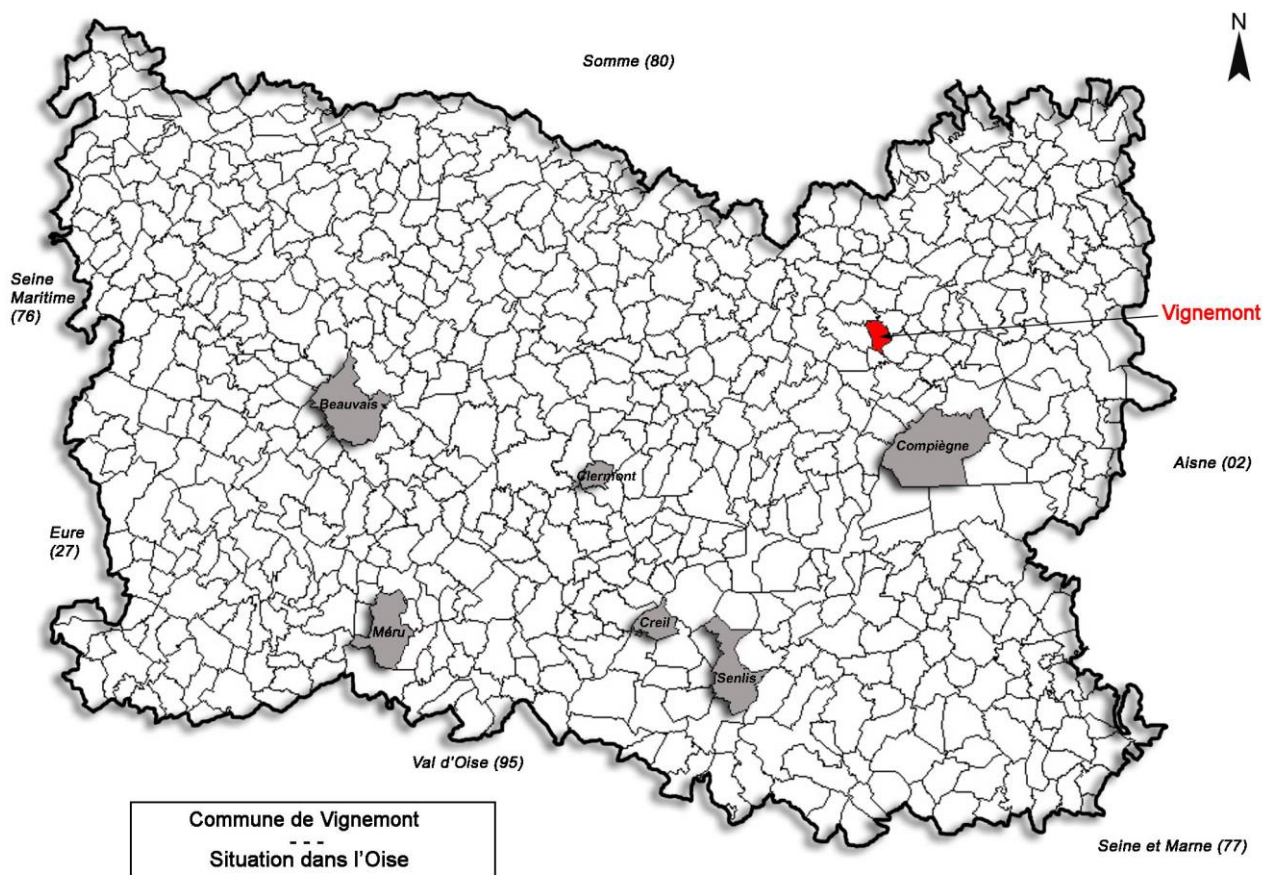 N
Somme (80)
Seine
Maritime
(76)
Vignemont
Beauvais
Compiègne
Aisne (02)
Clermont
Eure
(27)
Creil
Méru
Senlis
Val d'Oise (95)
Commune de Vignemont
- - -
Situation dans l'Oise
Seine et Marne (77)